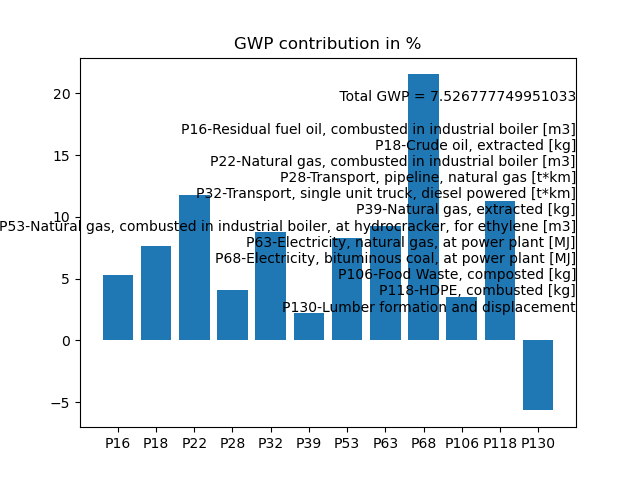 GWP contribution in %
20
15
10
5
0
−5
Total GWP = 7.526777749951033
P16-Residual fuel oil, combusted in industrial boiler [m3]
P18-Crude oil, extracted [kg]
P22-Natural gas, combusted in industrial boiler [m3]
P28-Transport, pipeline, natural gas [t*km]
P32-Transport, single unit truck, diesel powered [t*km]
P39-Natural gas, extracted [kg]
P53-Natural gas, combusted in industrial boiler, at hydrocracker, for ethylene [m3]
P63-Electricity, natural gas, at power plant [MJ]
P68-Electricity, bituminous coal, at power plant [MJ]
P106-Food Waste, composted [kg]
P118-HDPE, combusted [kg]
P130-Lumber formation and displacement
P16 P18 P22 P28 P32 P39 P53 P63 P68 P106 P118 P130